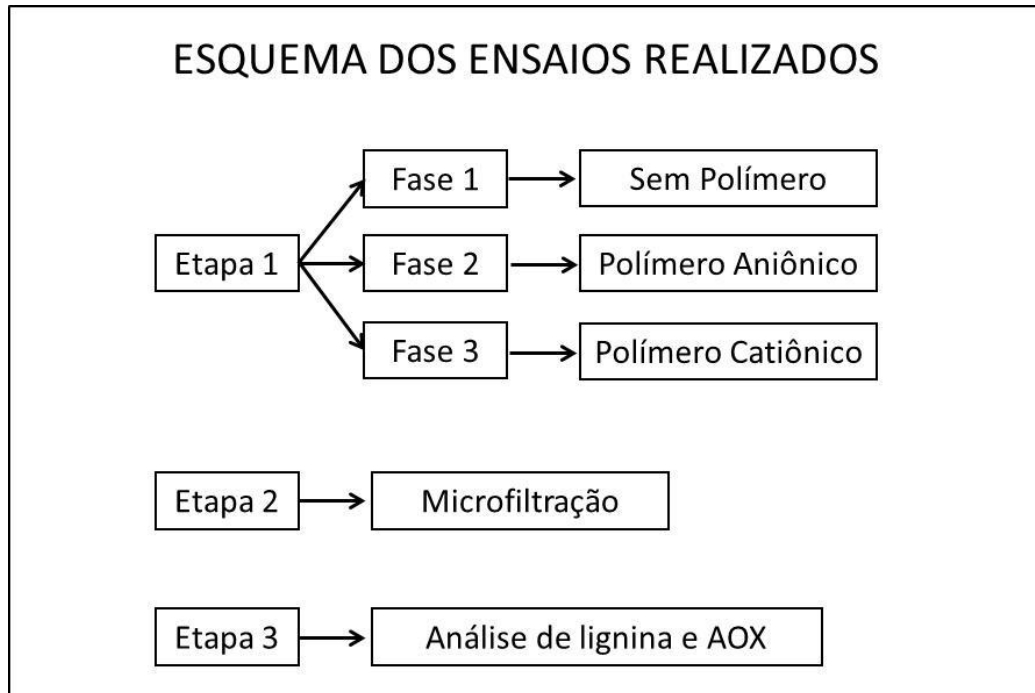 ESQUEMA DOS ENSAIOS REALIZADOS
Fase 1
Sem Polímero
Etapa 1
Fase 2
Polímero Aniônico
Fase 3
Polímero Catiônico
Etapa 2
Microfiltração
Etapa 3
Análise de lignina e AOX